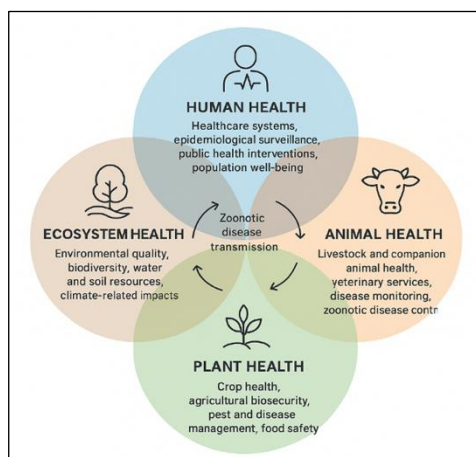 HUMAN HEALTH
Healthcare systems,
epidemiological surveillance,
public health interventions,
population well-being
ECOSYSTEM HEALTH
Environmental quality,
biodiversity, water
and soil resources,
climate-related impacts
Zoonotic
disease
transmission
ANIMAL HEALTH
Livestock and companion
animal health,
veterinary services,
disease monitoring,
zoonotic disease contr
PLANT HEALTH
Crop health,
agricultural biosecurity,
pest and disease
management, food safety